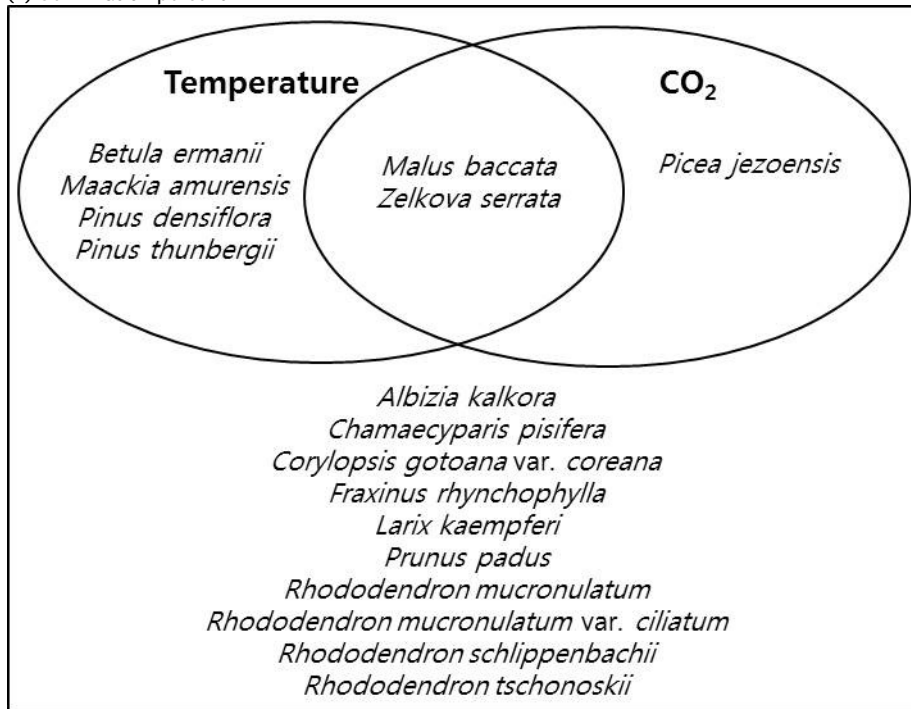 Temperature
CO₂
Betula ermanii
Maackia amurensis
Pinus densiflora
Pinus thunbergii
Malus baccata
Zelkova serrata
Picea jezoensis
Albizia kalkora
Chamaecyparis pisifera
Corylopsis gotoana var. coreana
Fraxinus rhynchophylla
Larix kaempferi
Prunus padus
Rhododendron mucronulatum
Rhododendron mucronulatum var. ciliatum
Rhododendron schlippenbachii
Rhododendron tschonoskii